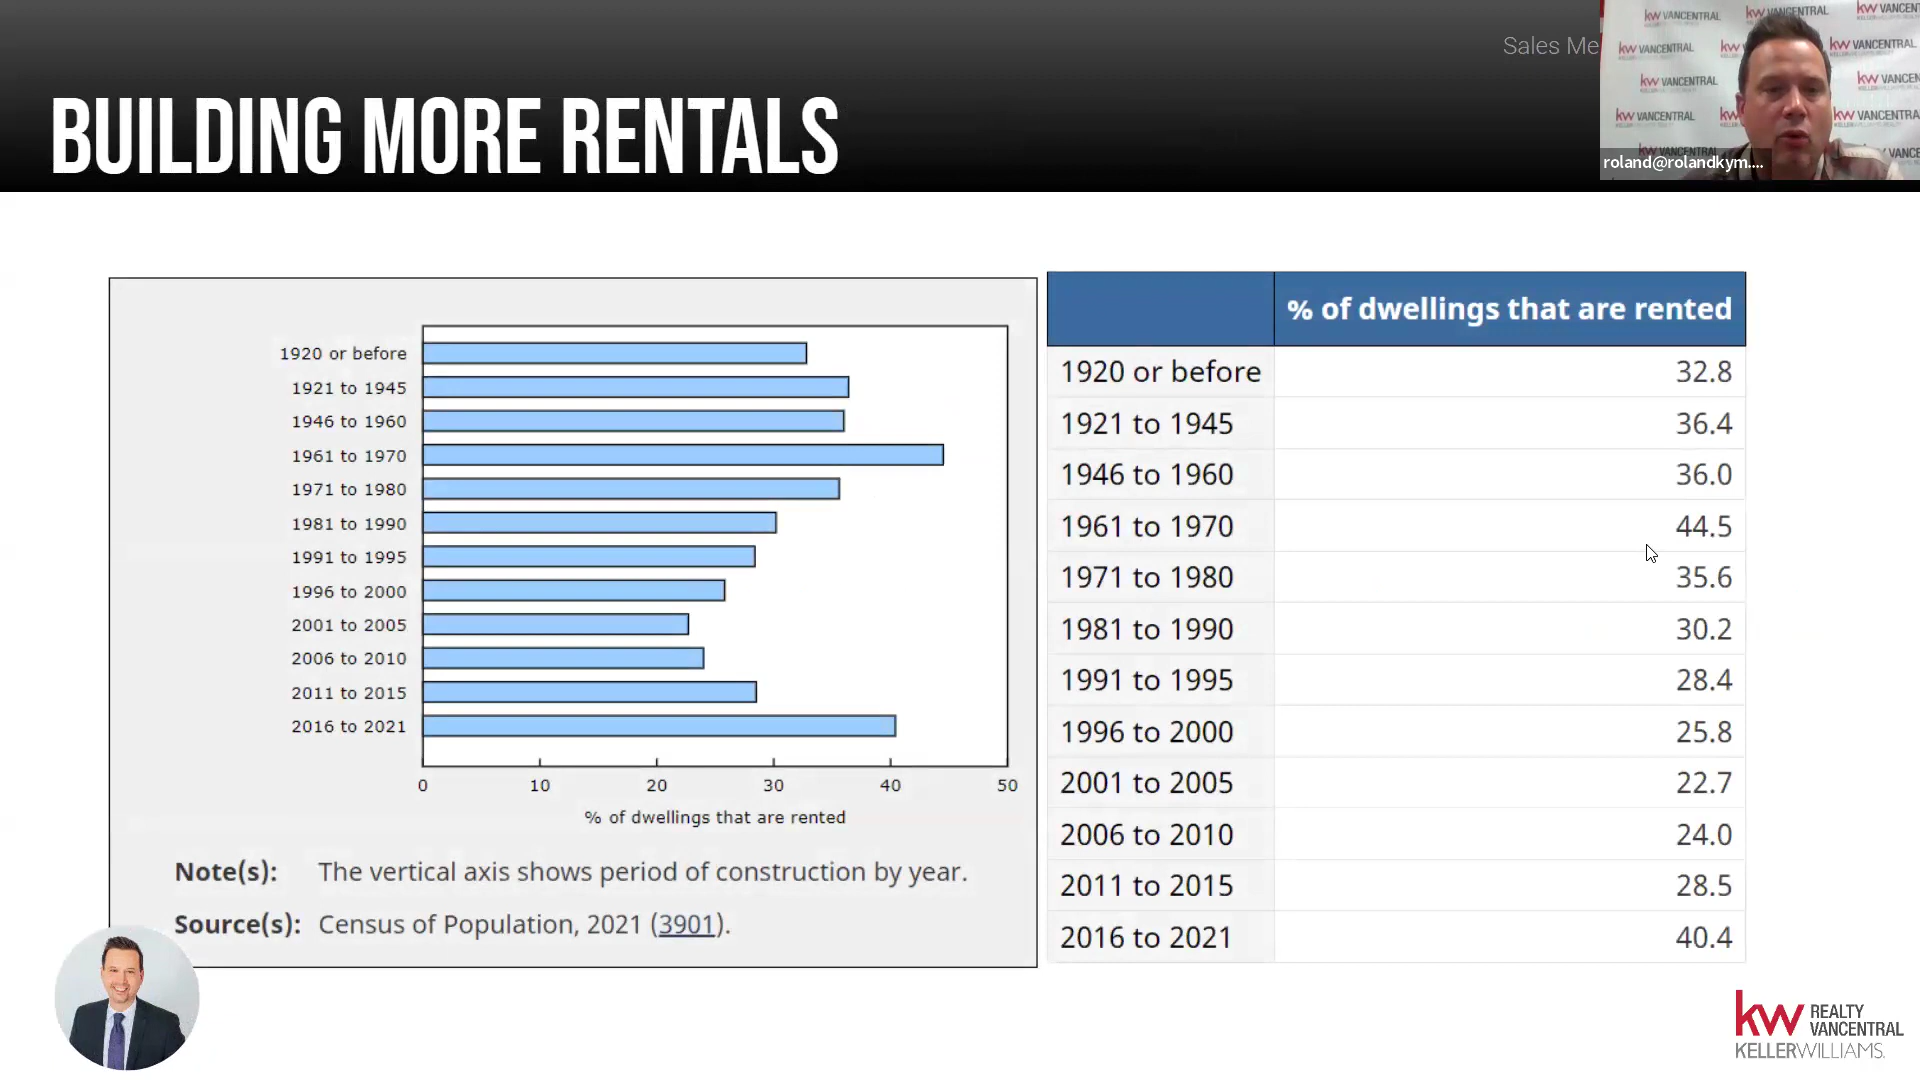 Sales Me
BUILDING MORE RENTALS
kw VANCENTRAL
roland@rolandkym....
1920 or before
1921 to 1945
1946 to 1960
1961 to 1970
1971 to 1980
1981 to 1990
1991 to 1995
1996 to 2000
2001 to 2005
2006 to 2010
2011 to 2015
2016 to 2021
0 10 20 30 40 50
% of dwellings that are rented
Note(s): The vertical axis shows period of construction by year.
Source(s): Census of Population, 2021 (3901).
% of dwellings that are rented
1920 or before 32.8
1921 to 1945 36.4
1946 to 1960 36.0
1961 to 1970 44.5
1971 to 1980 35.6
1981 to 1990 30.2
1991 to 1995 28.4
1996 to 2000 25.8
2001 to 2005 22.7
2006 to 2010 24.0
2011 to 2015 28.5
2016 to 2021 40.4
kw REALTY
VANCENTRAL
KELLERWILLIAMS.